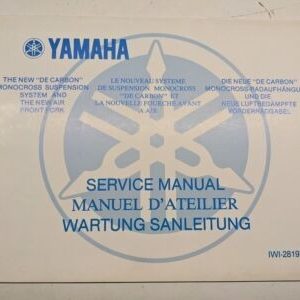 YAMAHA
THE NEW "DE CARBON"
MONOCROSS SUSPENSION
SYSTEM AND
THE NEW AIR
FRONT FORK
LE NOUVEAU SYSTEME
DE SUSPENSION MONOCROSS
"DE CARBON" ET
LA NOUVELLE FOURCHE AVANT
A AIR
DIE NEUE "DE CARBON"
MONOCROSS-RADAUFHÄNGU
UND DIE
NEUE LUFTBEDÄMPFTE
VORDERRADGABEL
SERVICE MANUAL
MANUEL D'ATELIER
WARTUNG SANLEITUNG
IWI-2819